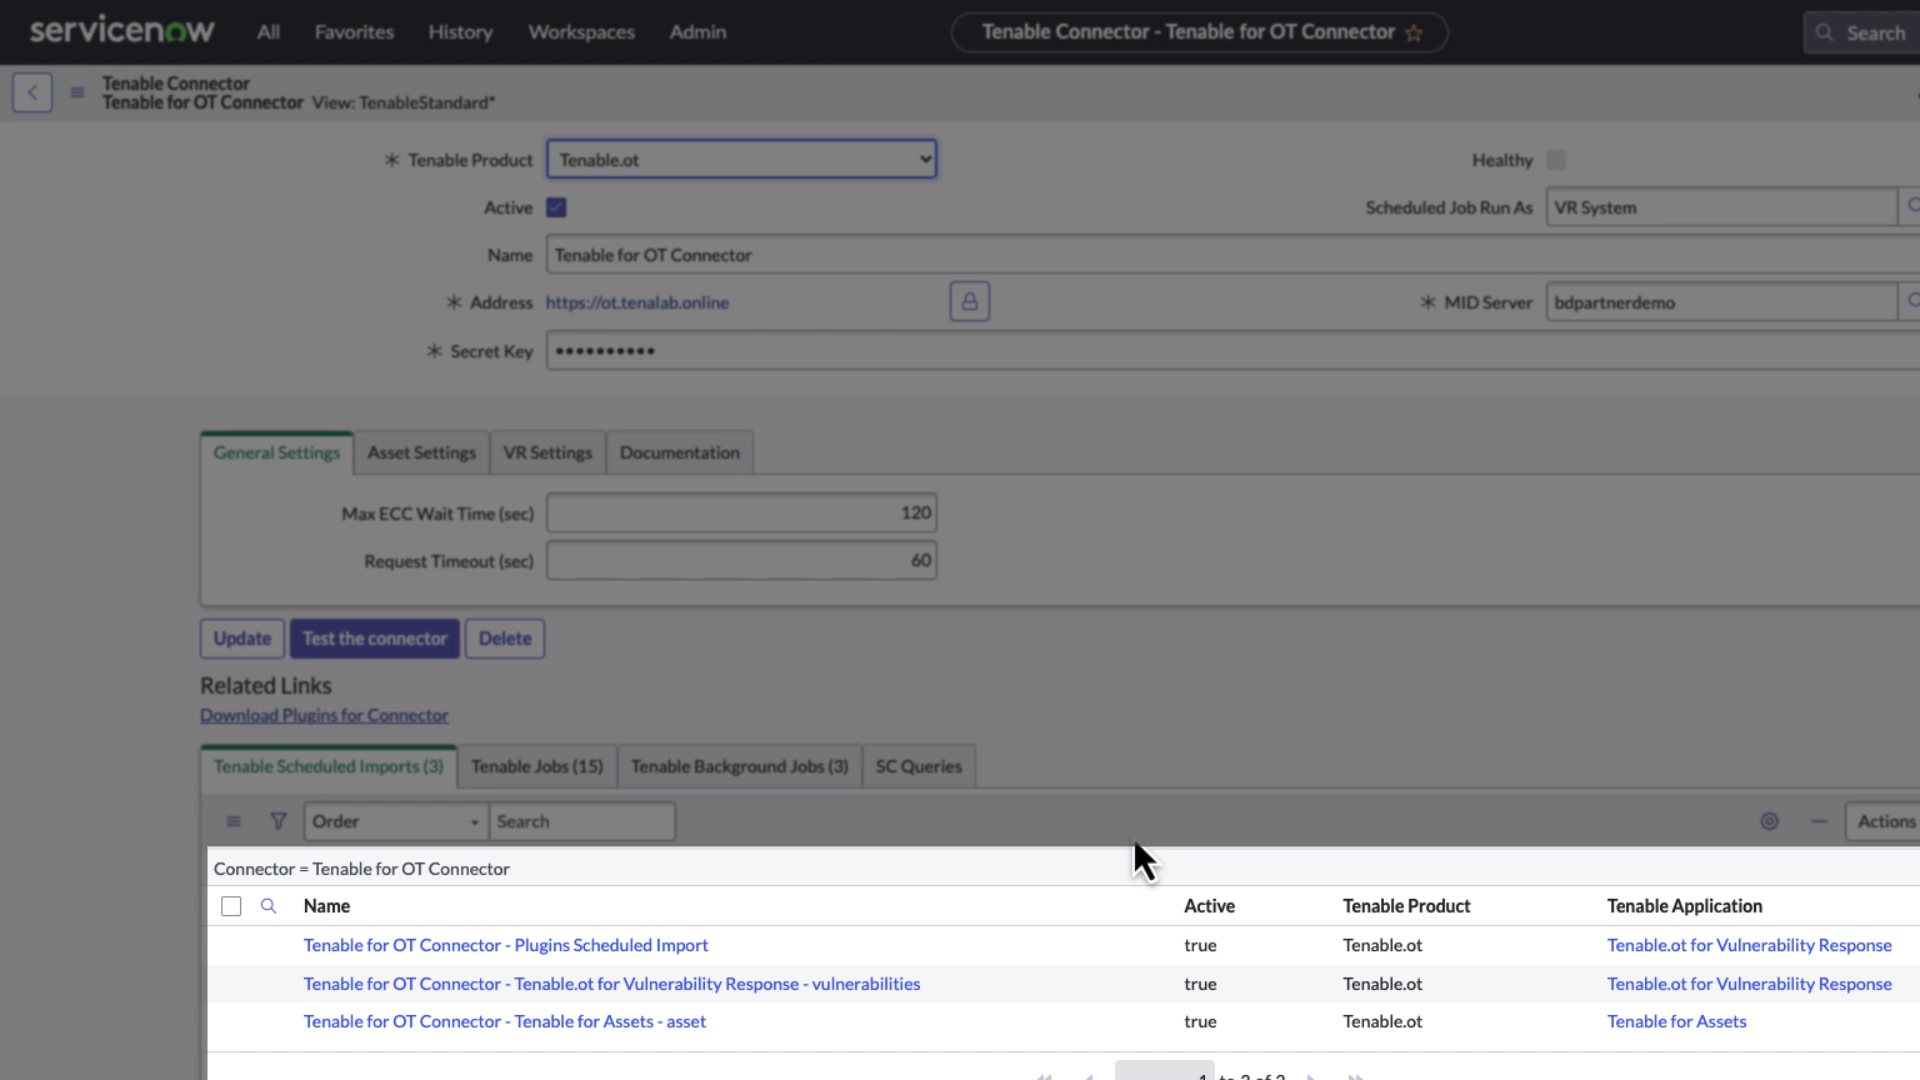 servicenow All Favorites History Workspaces Admin Tenable Connector - Tenable for OT Connector Search
Tenable Connector
Tenable for OT Connector View: TenableStandard*
* Tenable Product Tenable.ot Healthy
Active Scheduled Job Run As VR System
Name Tenable for OT Connector
* Address https://ot.tenalab.online * MID Server bdpartnerdemo
* Secret Key ••••••••••
General Settings Asset Settings VR Settings Documentation
Max ECC Wait Time (sec) 120
Request Timeout (sec) 60
Update Test the connector Delete
Related Links
Download Plugins for Connector
Tenable Scheduled Imports (3) Tenable Jobs (15) Tenable Background Jobs (3) SC Queries
Order Search Actions
Connector = Tenable for OT Connector
Name Active Tenable Product Tenable Application
Tenable for OT Connector - Plugins Scheduled Import true Tenable.ot Tenable.ot for Vulnerability Response
Tenable for OT Connector - Tenable.ot for Vulnerability Response - vulnerabilities true Tenable.ot Tenable.ot for Vulnerability Response
Tenable for OT Connector - Tenable for Assets - asset true Tenable.ot Tenable for Assets
1 to 3 of 3